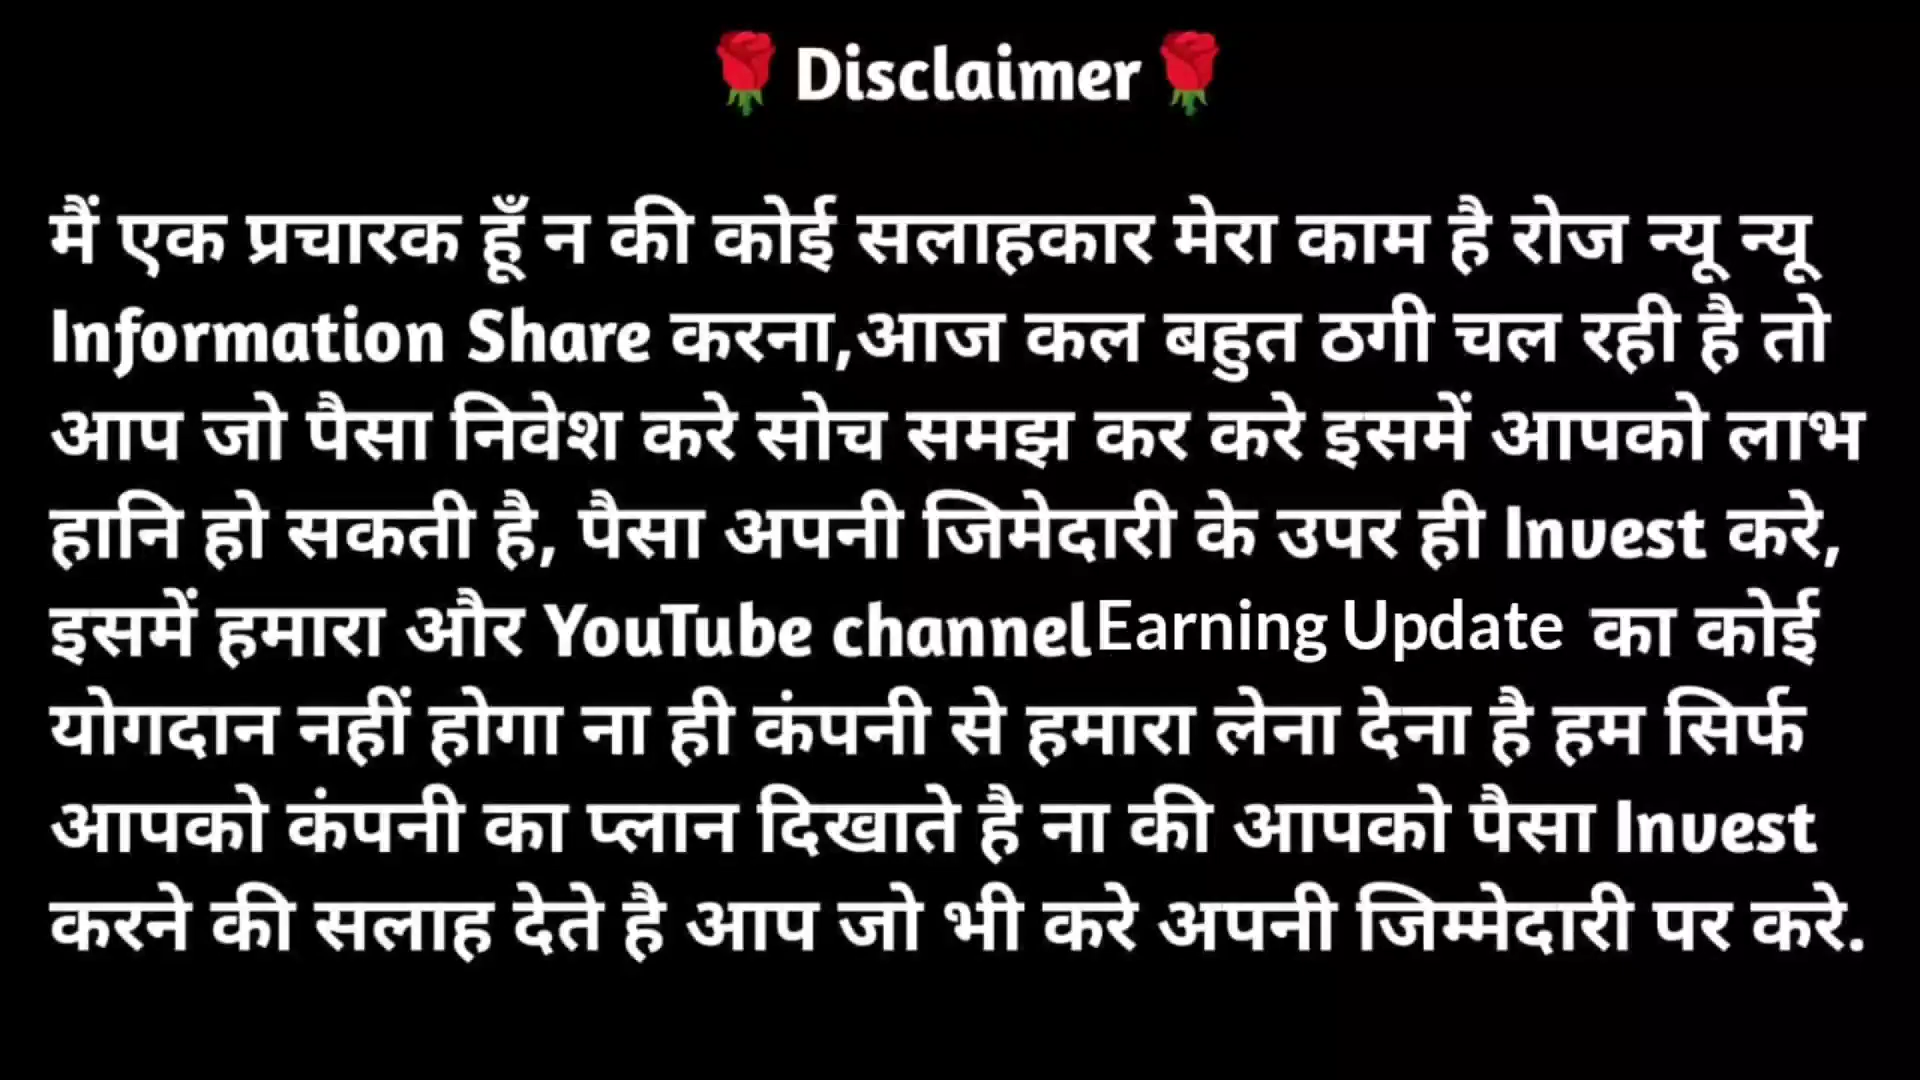 🌹Disclaimer🌹
मैं एक प्रचारक हूँ न की कोई सलाहकार मेरा काम है रोज न्यू न्यू
Information Share करना,आज कल बहुत ठगी चल रही है तो
आप जो पैसा निवेश करे सोच समझ कर करे इसमें आपको लाभ
हानि हो सकती है, पैसा अपनी जिमेदारी के उपर ही Invest करे,
इसमें हमारा और YouTube channel Earning Update का कोई
योगदान नहीं होगा ना ही कंपनी से हमारा लेना देना है हम सिर्फ
आपको कंपनी का प्लान दिखाते है ना की आपको पैसा Invest
करने की सलाह देते है आप जो भी करे अपनी जिम्मेदारी पर करे.